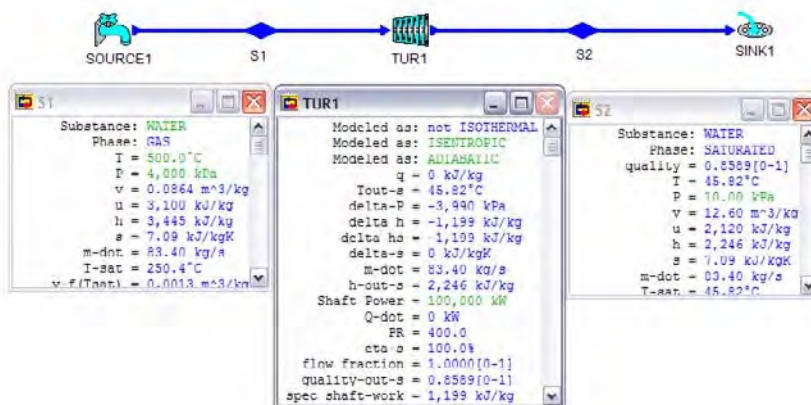 SOURCE1
S1
TUR1
S2
SINK1
S1
Substance: WATER
Phase: GAS
T = 500.0°C
P = 4,000 kPa
v = 0.0864 m^3/kg
u = 3,100 kJ/kg
h = 3,445 kJ/kg
s = 7.09 kJ/kgK
m-dot = 83.40 kg/s
T-sat = 250.4°C
v_f(Tsat) = 0.0013 m^3/kg
TUR1
Modeled as: not ISOTHERMAL
Modeled as: ISENTROPIC
Modeled as: ADIABATIC
q = 0 kJ/kg
Tout-s = 45.82°C
delta-P = -3,990 kPa
delta h = -1,199 kJ/kg
delta hs = -1,199 kJ/kg
delta-s = 0 kJ/kgK
m-dot = 83.40 kg/s
h-out-s = 2,246 kJ/kg
Shaft Power = 100,000 kW
Q-dot = 0 kW
PR = 400.0
eta-s = 100.0%
flow fraction = 1.0000[0-1]
quality-out-s = 0.8589[0-1]
spec shaft-work = 1,199 kJ/kg
S2
Substance: WATER
Phase: SATURATED
quality = 0.8589[0-1]
T = 45.82°C
P = 10.00 kPa
v = 12.60 m^3/kg
u = 2,120 kJ/kg
h = 2,246 kJ/kg
s = 7.09 kJ/kgK
m-dot = 83.40 kg/s
T-sat = 45.82°C